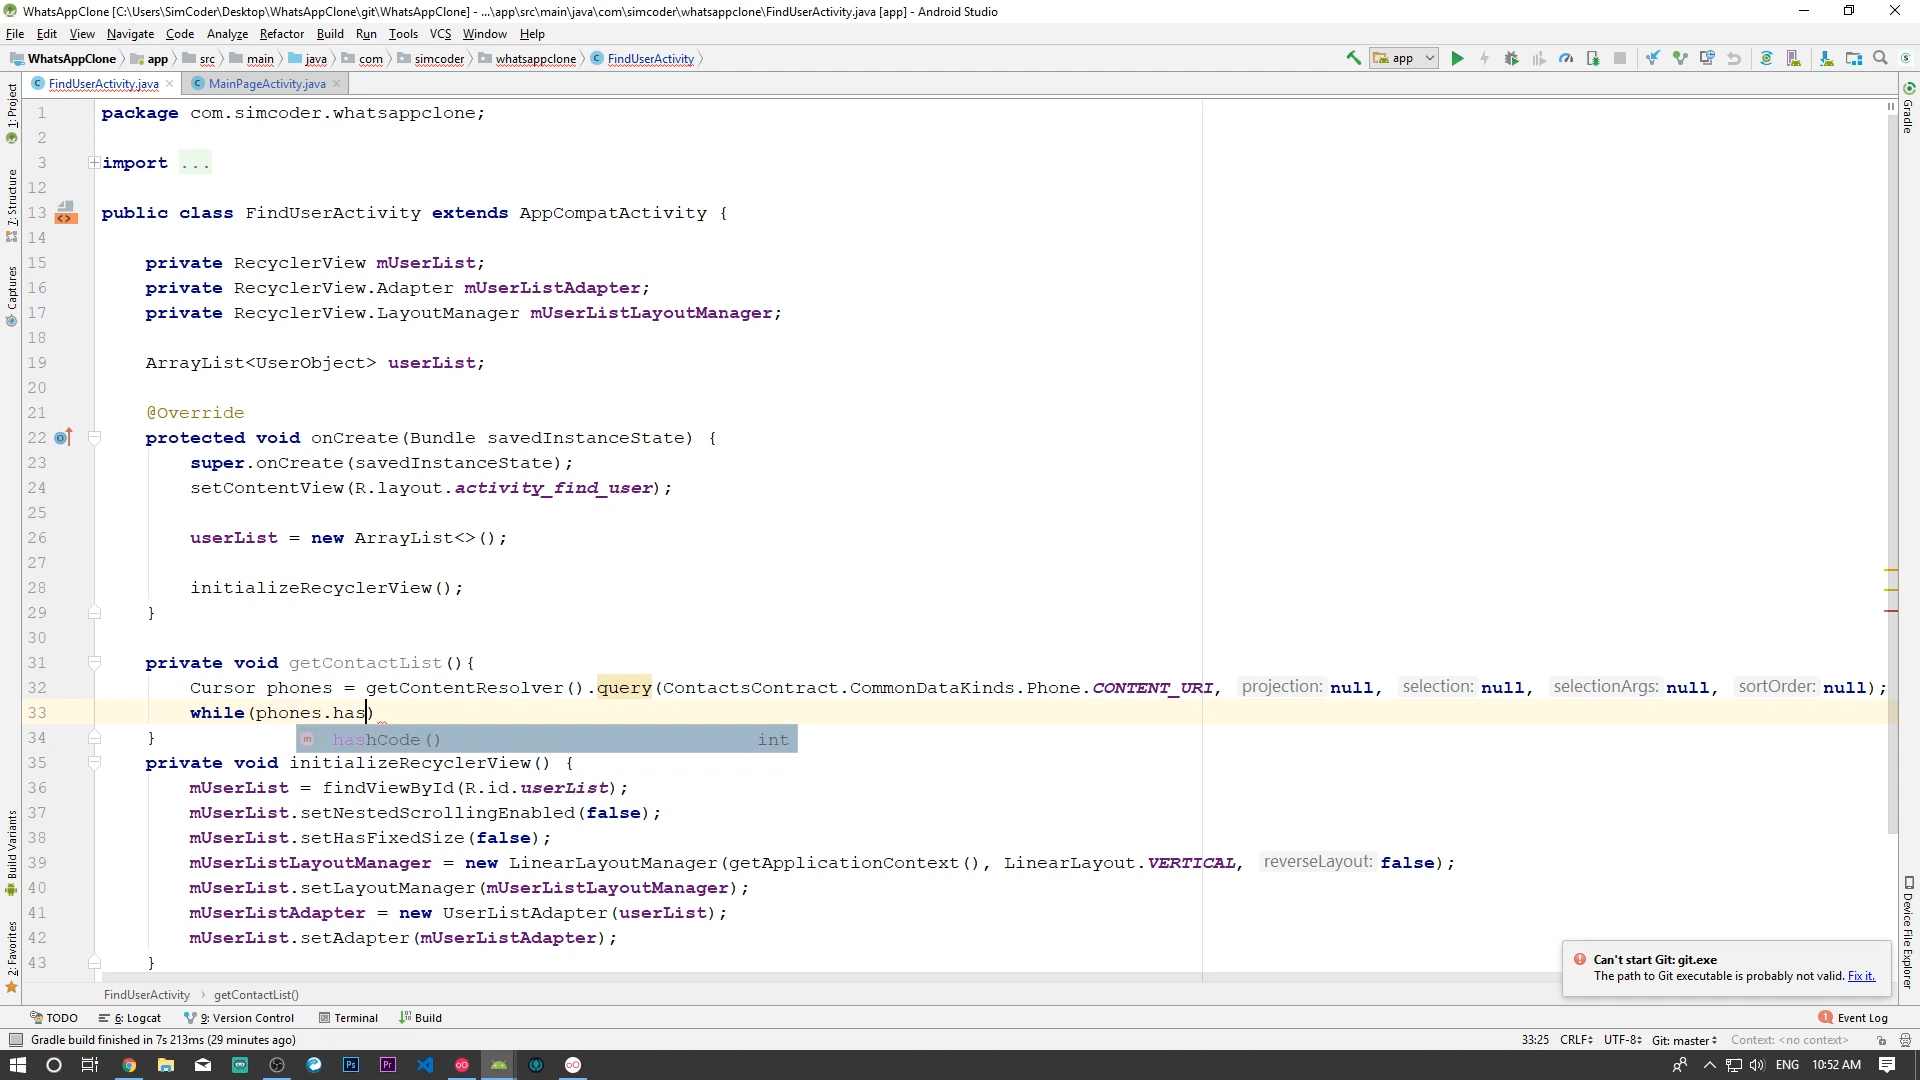 WhatsAppClone [C:\Users\SimCoder\Desktop\WhatsAppClone\git\WhatsAppClone] - ...\app\src\main\java\com\simcoder\whatsappclone\FindUserActivity.java [app] - Android Studio
File Edit View Navigate Code Analyze Refactor Build Run Tools VCS Window Help
WhatsAppClone app src main java com simcoder whatsappclone FindUserActivity app
FindUserActivity.java MainPageActivity.java
1: Project
7: Structure
Captures
Build Variants
2: Favorites
Gradle
Device File Explorer
1 package com.simcoder.whatsappclone;
2
3 import ...
12
13 public class FindUserActivity extends AppCompatActivity {
14
15 private RecyclerView mUserList;
16 private RecyclerView.Adapter mUserListAdapter;
17 private RecyclerView.LayoutManager mUserListLayoutManager;
18
19 ArrayList<UserObject> userList;
20
21 @Override
22 protected void onCreate(Bundle savedInstanceState) {
23 super.onCreate(savedInstanceState);
24 setContentView(R.layout.activity_find_user);
25
26 userList = new ArrayList<>();
27
28 initializeRecyclerView();
29 }
30
31 private void getContactList(){
32 Cursor phones = getContentResolver().query(ContactsContract.CommonDataKinds.Phone.CONTENT_URI, projection: null, selection: null, selectionArgs: null, sortOrder: null);
33 while(phones.has)
34 }
hashCode() int
35 private void initializeRecyclerView() {
36 mUserList = findViewById(R.id.userList);
37 mUserList.setNestedScrollingEnabled(false);
38 mUserList.setHasFixedSize(false);
39 mUserListLayoutManager = new LinearLayoutManager(getApplicationContext(), LinearLayout.VERTICAL, reverseLayout: false);
40 mUserList.setLayoutManager(mUserListLayoutManager);
41 mUserListAdapter = new UserListAdapter(userList);
42 mUserList.setAdapter(mUserListAdapter);
43 }
Can't start Git: git.exe
The path to Git executable is probably not valid. Fix it.
FindUserActivity getContactList()
TODO 6: Logcat 9: Version Control Terminal Build 1 Event Log
Gradle build finished in 7s 213ms (29 minutes ago) 33:25 CRLF UTF-8 Git: master Context: <no context>
Ps Pr ENG 10:52 AM